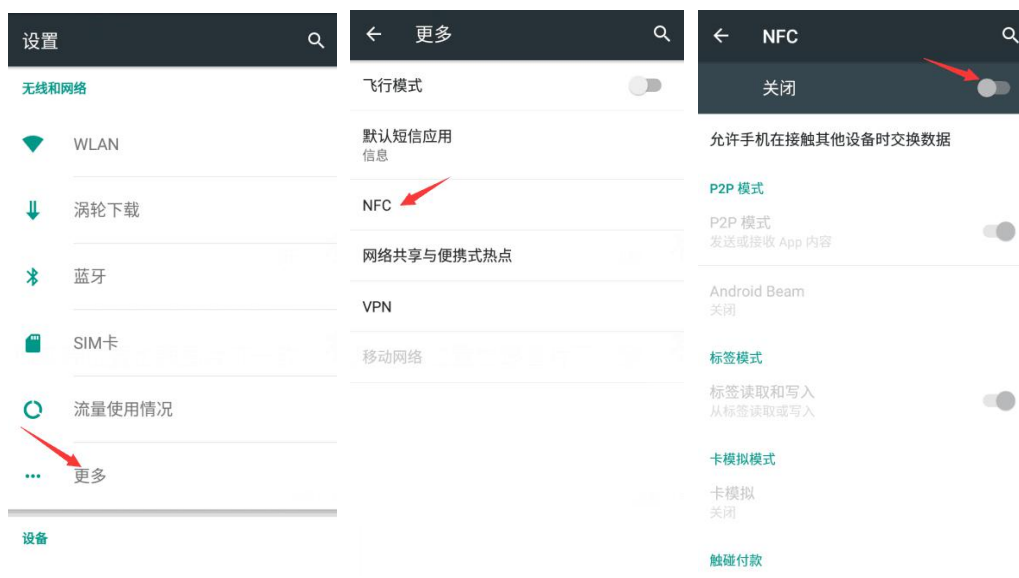 设置
无线和网络
WLAN
涡轮下载
蓝牙
SIM卡
流量使用情况
更多
设备
更多
飞行模式
默认短信应用
信息
NFC
网络共享与便携式热点
VPN
移动网络
NFC
关闭
允许手机在接触其他设备时交换数据
P2P 模式
P2P 模式
发送或接收 App 内容
Android Beam
关闭
标签模式
标签读取和写入
从标签读取或写入
卡模拟模式
卡模拟
关闭
触碰付款